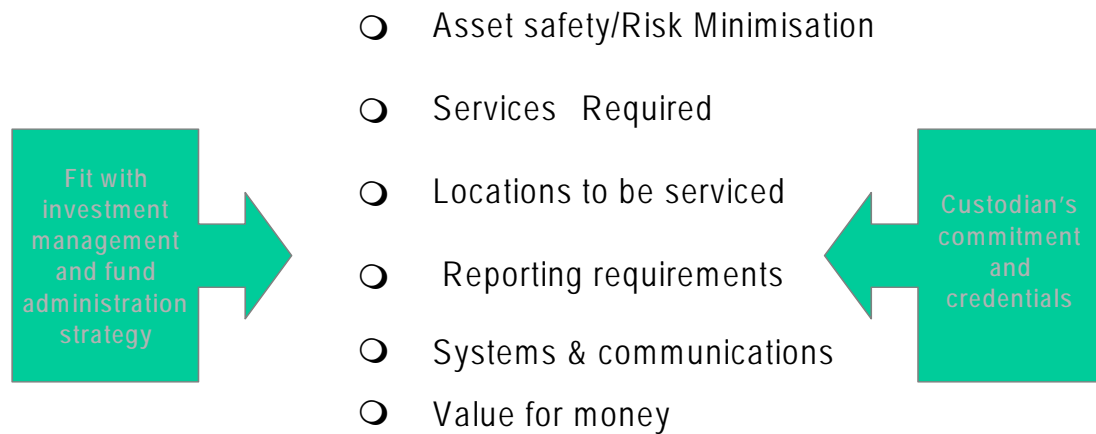 Asset safety/Risk Minimisation
Services Required
Locations to be serviced
Reporting requirements
Systems & communications
Value for money
Fit with
investment
management
and fund
administration
strategy
Custodian's
commitment
and
credentials